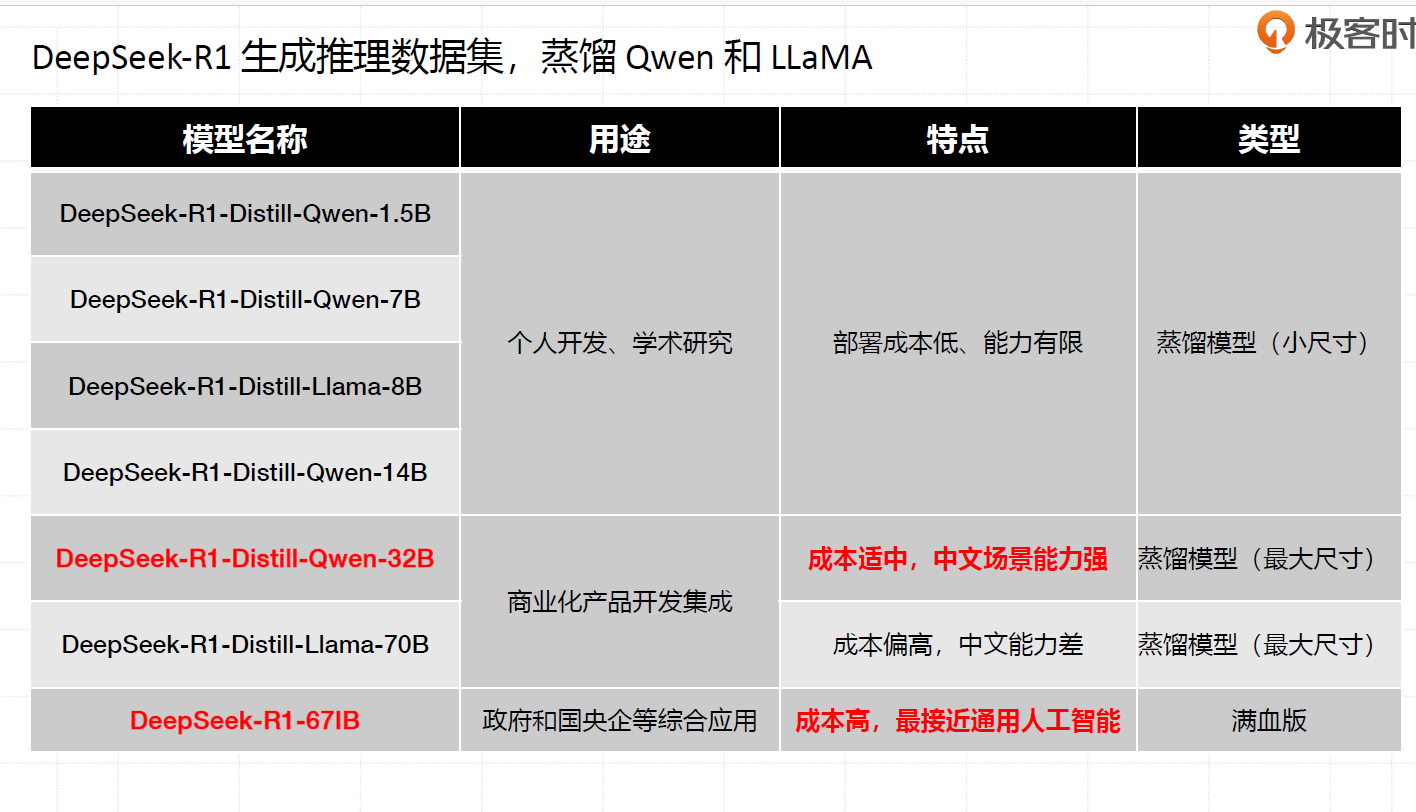 DeepSeek-R1 生成推理数据集，蒸馏 Qwen 和 LLaMA
极客时
模型名称 用途 特点 类型
DeepSeek-R1-Distill-Qwen-1.5B
DeepSeek-R1-Distill-Qwen-7B
个人开发、学术研究 部署成本低、能力有限 蒸馏模型（小尺寸）
DeepSeek-R1-Distill-Llama-8B
DeepSeek-R1-Distill-Qwen-14B
DeepSeek-R1-Distill-Qwen-32B 成本适中，中文场景能力强 蒸馏模型（最大尺寸）
商业化产品开发集成
DeepSeek-R1-Distill-Llama-70B 成本偏高，中文能力差 蒸馏模型（最大尺寸）
DeepSeek-R1-67IB 政府和国央企等综合应用 成本高，最接近通用人工智能 满血版